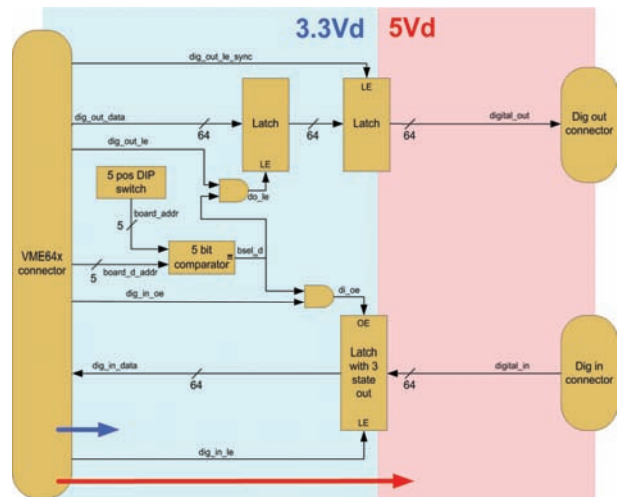 3.3Vd
5Vd
dig_out_le_sync
LE
dig_out_data
64
Latch
64
Latch
64
digital_out
Dig out
connector
dig_out_le
LE
do_le
5 pos DIP
switch
5
board_addr
VME64x
connector
5 bit
comparator
=
bsel_d
5
board_d_addr
dig_in_oe
di_oe
OE
Latch
with 3
state
out
LE
dig_in_data
64
digital_in
64
Dig in
connector
dig_in_le